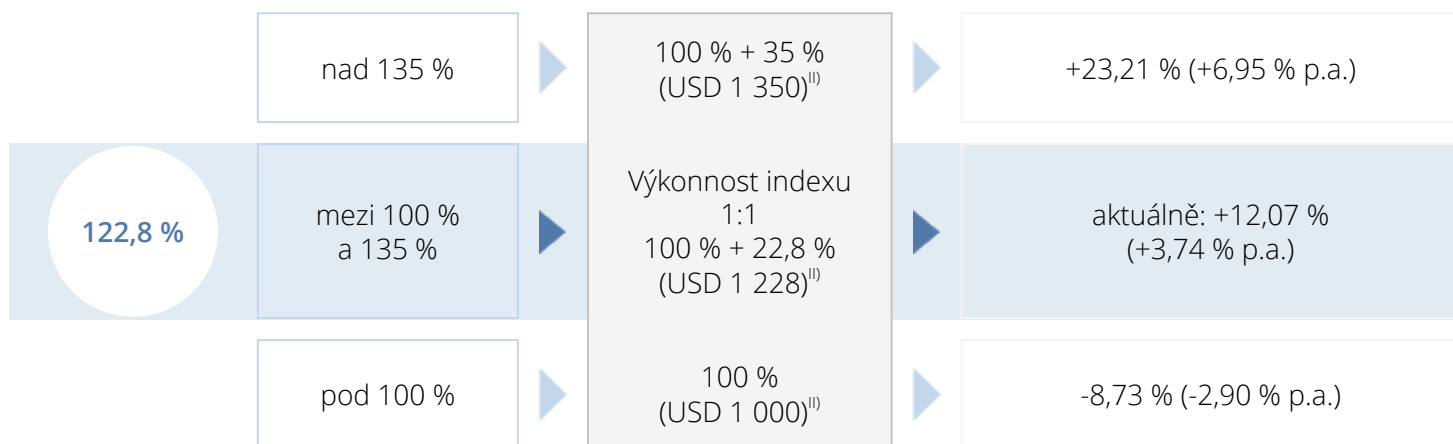 nad 135 %
100 % + 35 %
(USD 1 350)II)
+23,21 % (+6,95 % p.a.)
122,8 %
mezi 100 %
a 135 %
Výkonnost indexu
1:1
100 % + 22,8 %
(USD 1 228)II)
aktuálně: +12,07 %
(+3,74 % p.a.)
pod 100 %
100 %
(USD 1 000)II)
-8,73 % (-2,90 % p.a.)